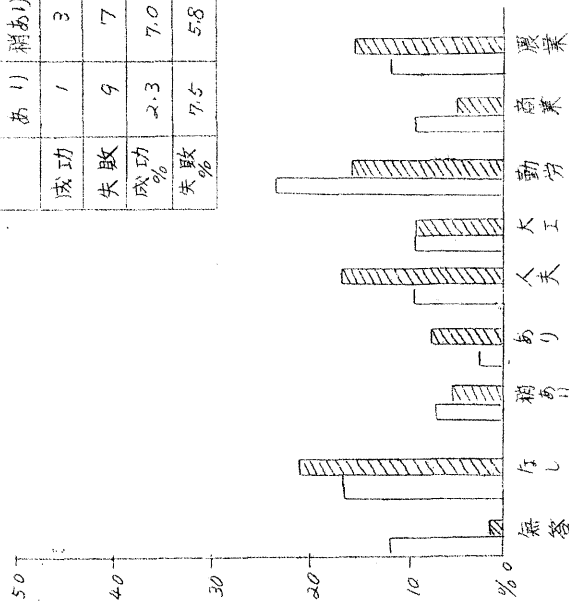 あり 稍あり
成功 1 3
失敗 9 7
成功% 2.3 7.0
失敗% 7.5 5.8
50
40
30
20
10
% 0
無答 なし 稍あり あり 人夫 大工 勤労 商業 農業